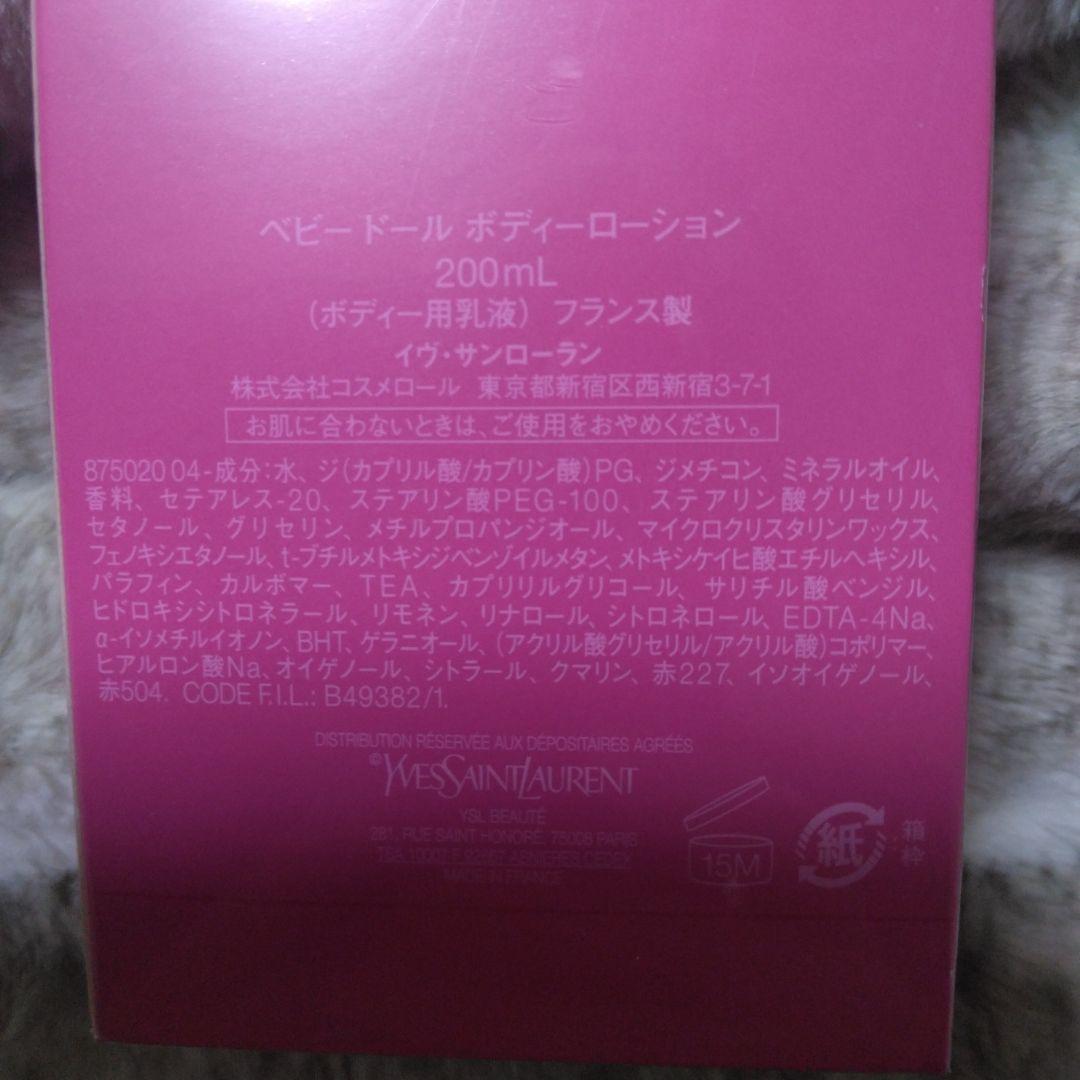 ベビードール ボディーローション
200mL
(ボディー用乳液) フランス製
イヴ・サンローラン
株式会社コスメロール 東京都新宿区西新宿3-7-1
お肌に合わないときは、ご使用をおやめください。
875020 04-成分:水、ジ(カプリル酸/カプリン酸)PG、ジメチコン、ミネラルオイル、
香料、セテアレス-20、ステアリン酸PEG-100、ステアリン酸グリセリル、
セタノール、グリセリン、メチルプロパンジオール、マイクロクリスタリンワックス、
フェノキシエタノール、t-ブチルメトキシジベンゾイルメタン、メトキシケイヒ酸エチルヘキシル、
パラフィン、カルボマー、TEA、カプリリルグリコール、サリチル酸ベンジル、
ヒドロキシシトロネラール、リモネン、リナロール、シトロネロール、EDTA-4Na、
α-イソメチルイオノン、BHT、ゲラニオール、(アクリル酸グリセリル/アクリル酸)コポリマー、
ヒアルロン酸Na、オイゲノール、シトラール、クマリン、赤227、イソオイゲノール、
赤504. CODE F.I.L.: B49382/1.
DISTRIBUTION RÉSERVÉE AUX DÉPOSITAIRES AGRÉÉS
©YVESSAINTLAURENT
YSL BEAUTÉ
281, RUE SAINT HONORÉ, 75008 PARIS
TSA 10007 F 92667 ASNIERES CEDEX
MADE IN FRANCE
15M
紙
箱
枠